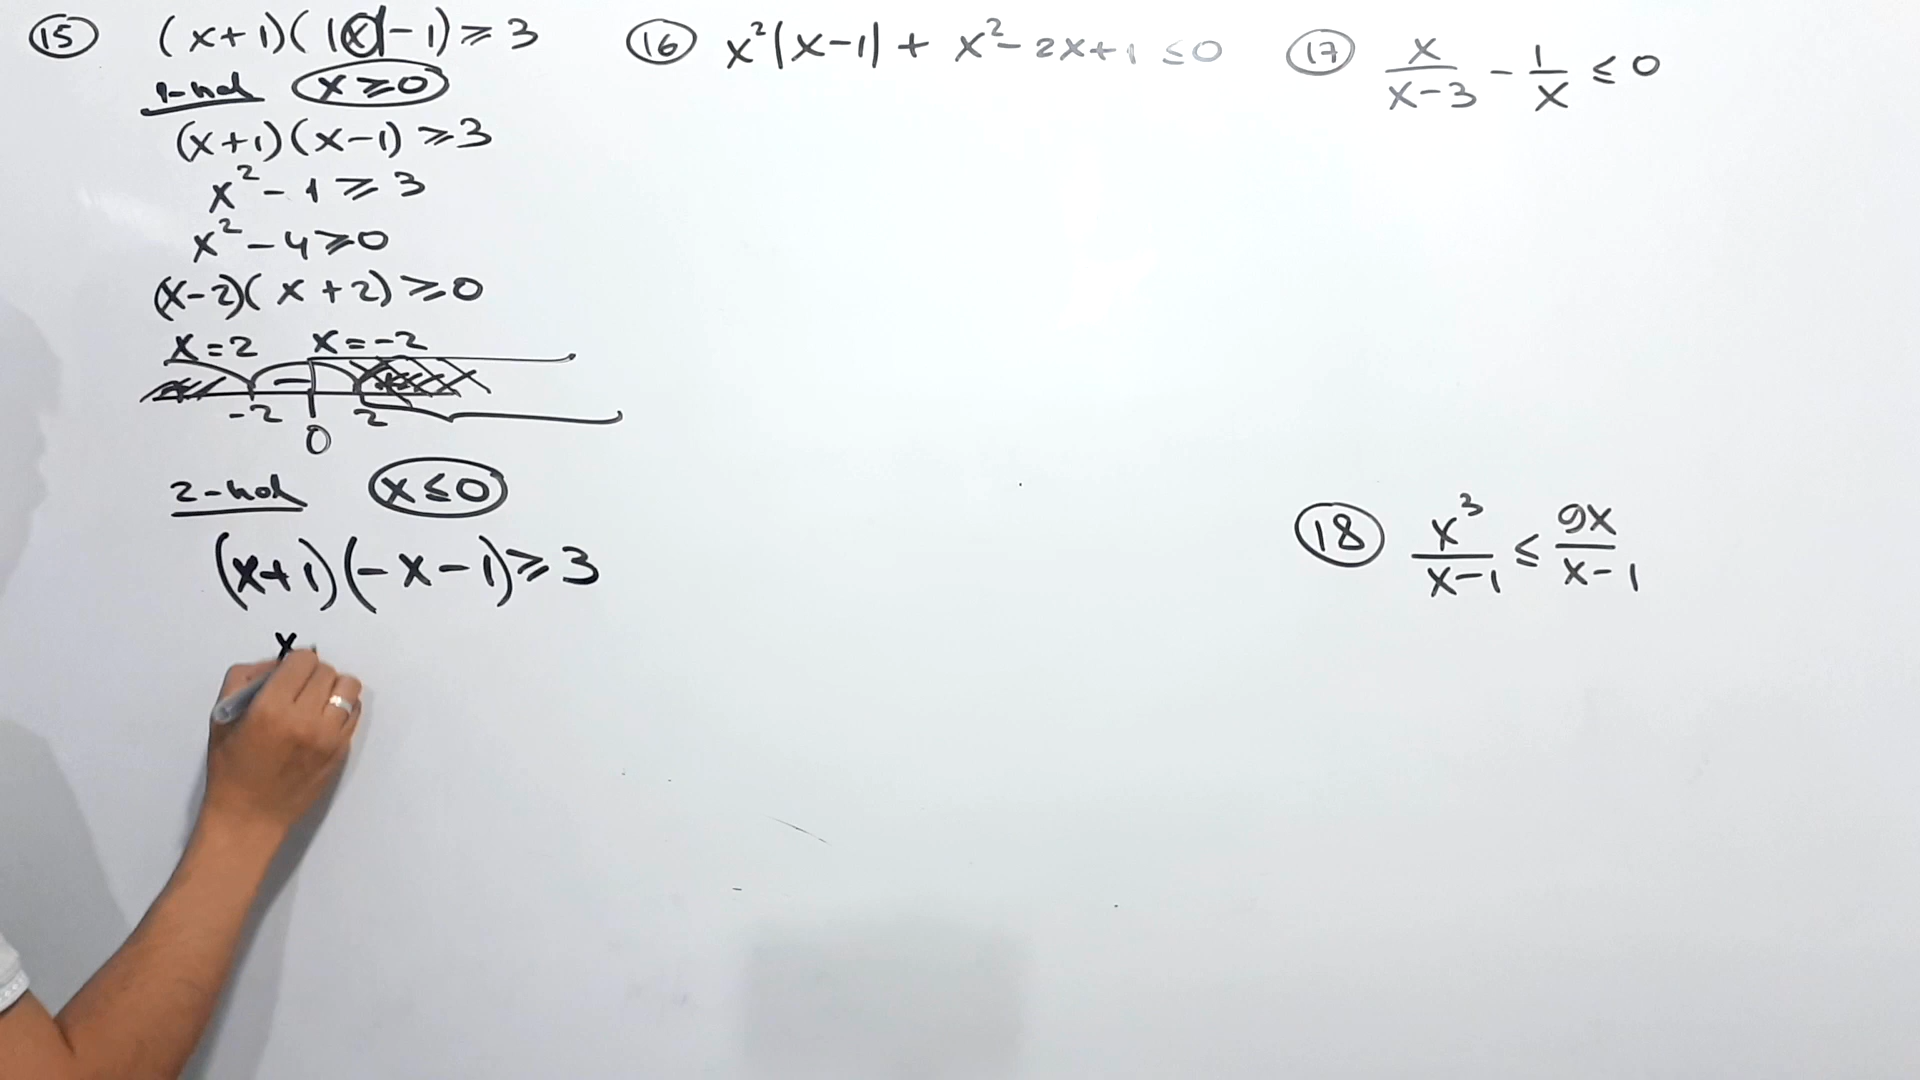 15 (x+1)(|x|-1) ≥ 3
1-hol x ≥ 0
(x+1)(x-1) ≥ 3
x² - 1 ≥ 3
x² - 4 ≥ 0
(x-2)(x+2) ≥ 0
x = 2 x = -2
-
-2 2
0
2-hol x ≤ 0
(x+1)(-x-1) ≥ 3
x
16 x²|x-1| + x² - 2x + 1 ≤ 0
17 x/(x-3) - 1/x ≤ 0
18 x³/(x-1) ≤ 9x/(x-1)